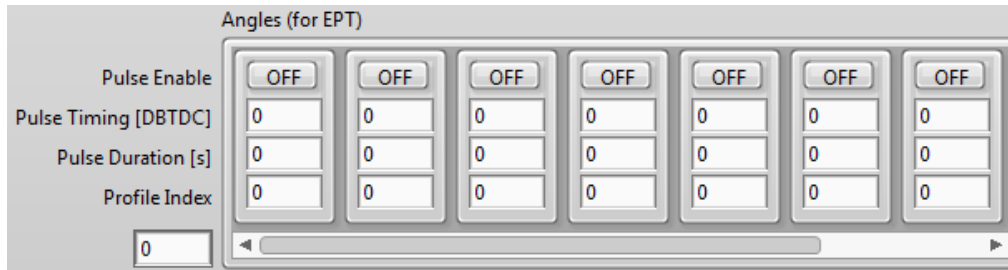 Angles (for EPT)
Pulse Enable OFF OFF OFF OFF OFF OFF OFF
Pulse Timing [DBTDC] 0 0 0 0 0 0 0
Pulse Duration [s] 0 0 0 0 0 0 0
Profile Index 0 0 0 0 0 0 0
0